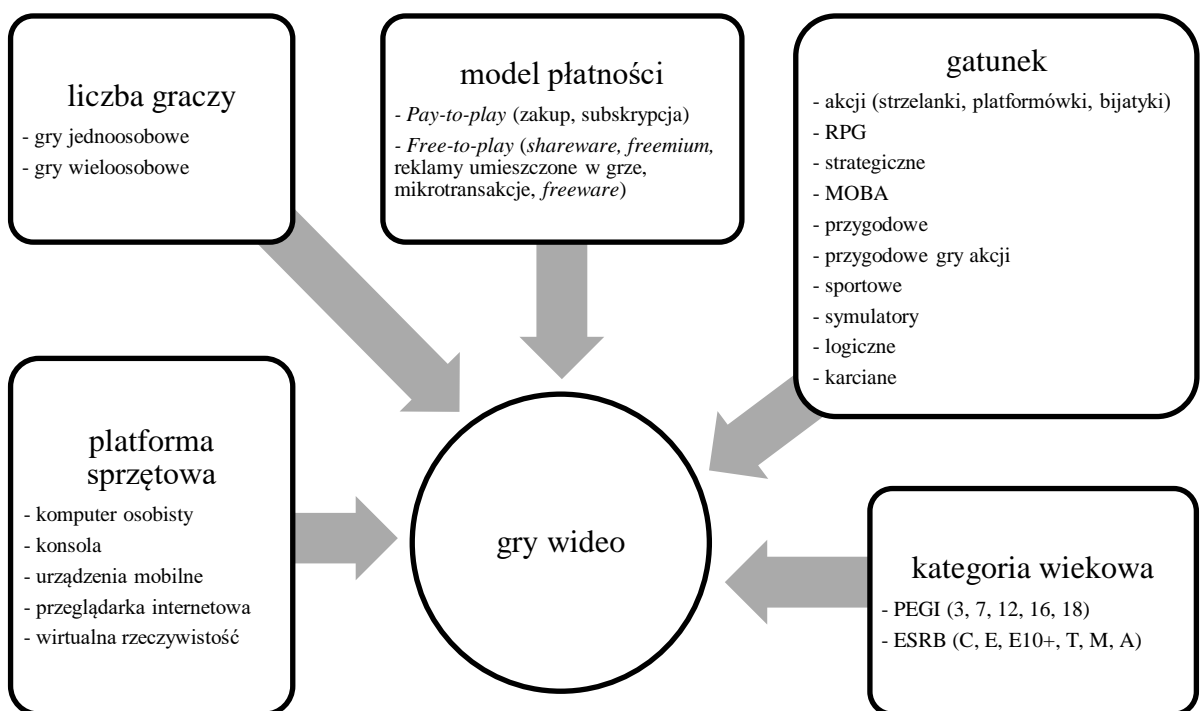 liczba graczy
- gry jednoosobowe
- gry wieloosobowe
model płatności
- Pay-to-play (zakup, subskrypcja)
- Free-to-play (shareware, freemium,
reklamy umieszczone w grze,
mikrotransakcje, freeware)
gatunek
- akcji (strzelanki, platformówki, bijatyki)
- RPG
- strategiczne
- MOBA
- przygodowe
- przygodowe gry akcji
- sportowe
- symulatory
- logiczne
- karciane
platforma
sprzętowa
- komputer osobisty
- konsola
- urządzenia mobilne
- przeglądarka internetowa
- wirtualna rzeczywistość
gry wideo
kategoria wiekowa
- PEGI (3, 7, 12, 16, 18)
- ESRB (C, E, E10+, T, M, A)